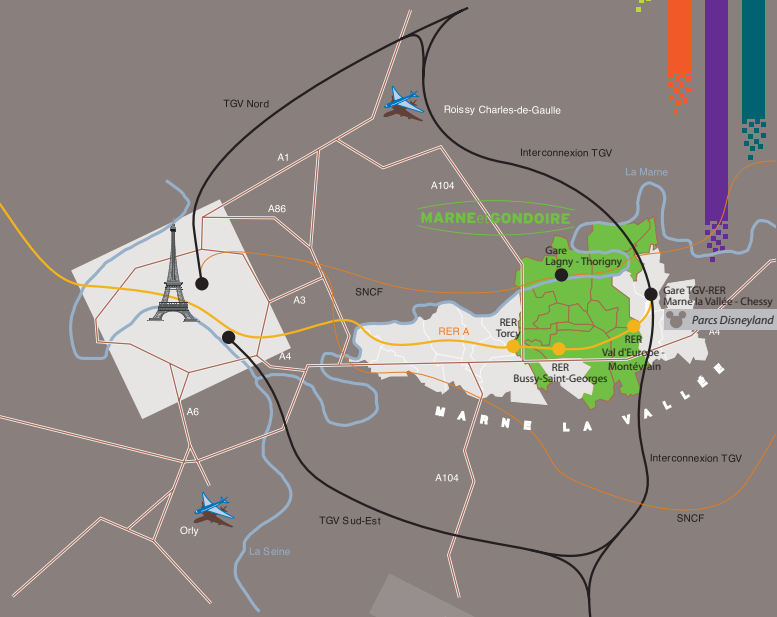 TGV Nord
Roissy Charles-de-Gaulle
A1
Interconnexion TGV
La Marne
A104
A86
MARNE et GONDOIRE
Gare
Lagny - Thorigny
A3
SNCF
Gare TGV-RER
Marne la Vallée - Chessy
Parcs Disneyland
RER A
RER
Torcy
A4
RER
Val d'Europe -
Montévrain
A4
RER
Bussy-Saint-Georges
A6
MARNE LA VALLÉE
Interconnexion TGV
A104
TGV Sud-Est
SNCF
Orly
La Seine